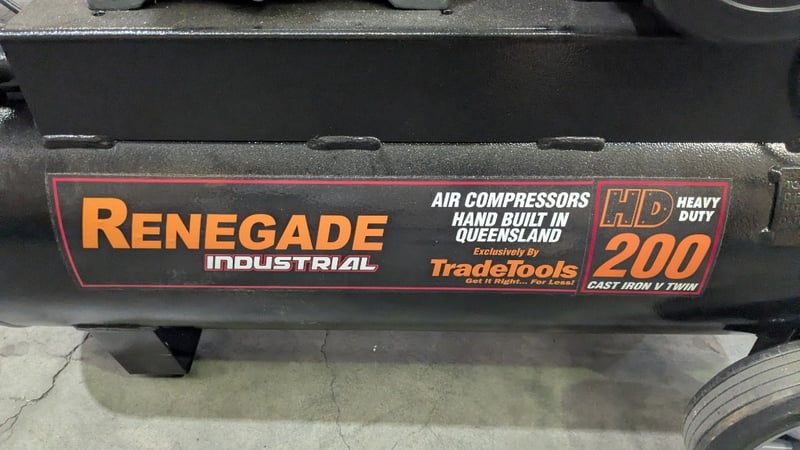 RENEGADE
INDUSTRIAL
AIR COMPRESSORS
HAND BUILT IN
QUEENSLAND
Exclusively By
TradeTools
Get It Right... For Less!
HD HEAVY
DUTY
200
CAST IRON V TWIN